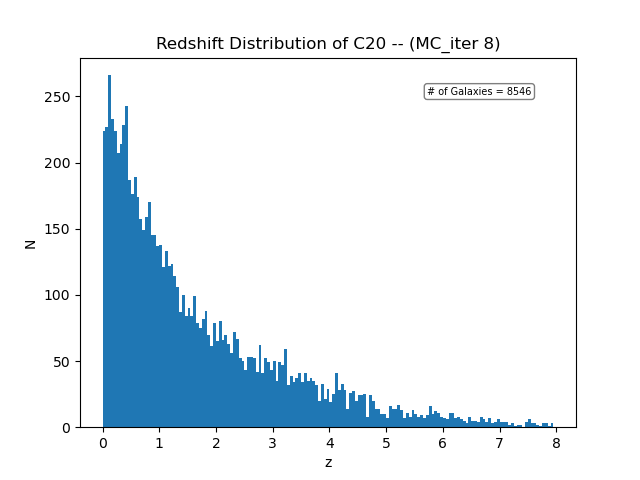 Redshift Distribution of C20 -- (MC_iter 8)
# of Galaxies = 8546
250
200
150
100
50
0
N
0 1 2 3 4 5 6 7 8
z